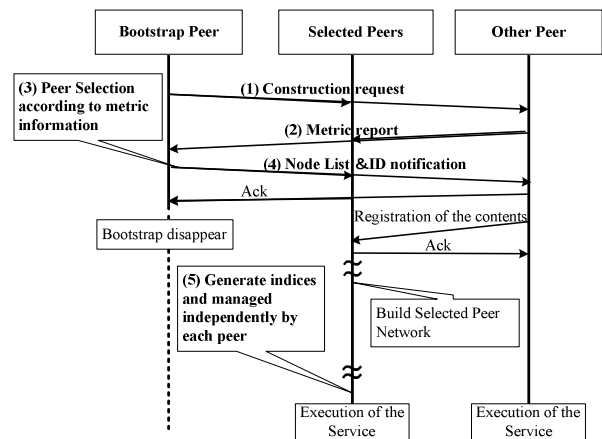 Bootstrap Peer
Selected Peers
Other Peer
(3) Peer Selection
according to metric
information
(1) Construction request
(2) Metric report
(4) Node List &ID notification
Ack
Registration of the contents
Bootstrap disappear
Ack
(5) Generate indices
and managed
independently by
each peer
Build Selected Peer
Network
Execution of the
Service
Execution of the
Service